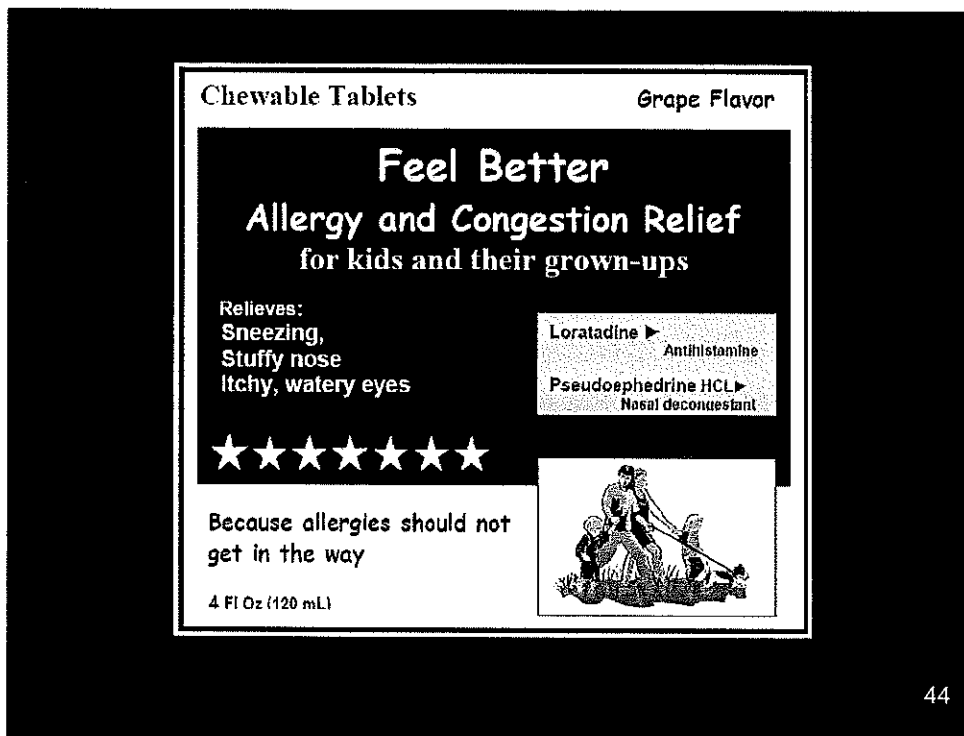 Chewable Tablets
Grape Flavor
Feel Better
Allergy and Congestion Relief
for kids and their grown-ups
Relieves:
Sneezing,
Stuffy nose
Itchy, watery eyes
Loratadine ►
Antihistamine
Pseudoephedrine HCL►
Nasal decongestant
Because allergies should not
get in the way
4 Fl Oz (120 mL)
44